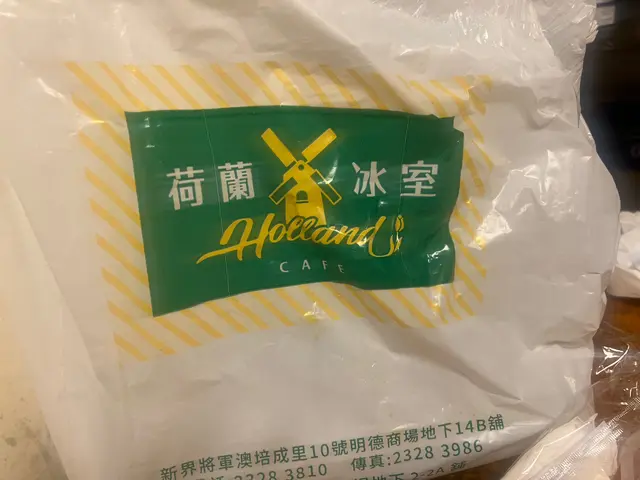 荷蘭冰室
Holland
CAFE
新界將軍澳培成里10號明德商場地下14B舖
2328 3810 傳真:2328 3986